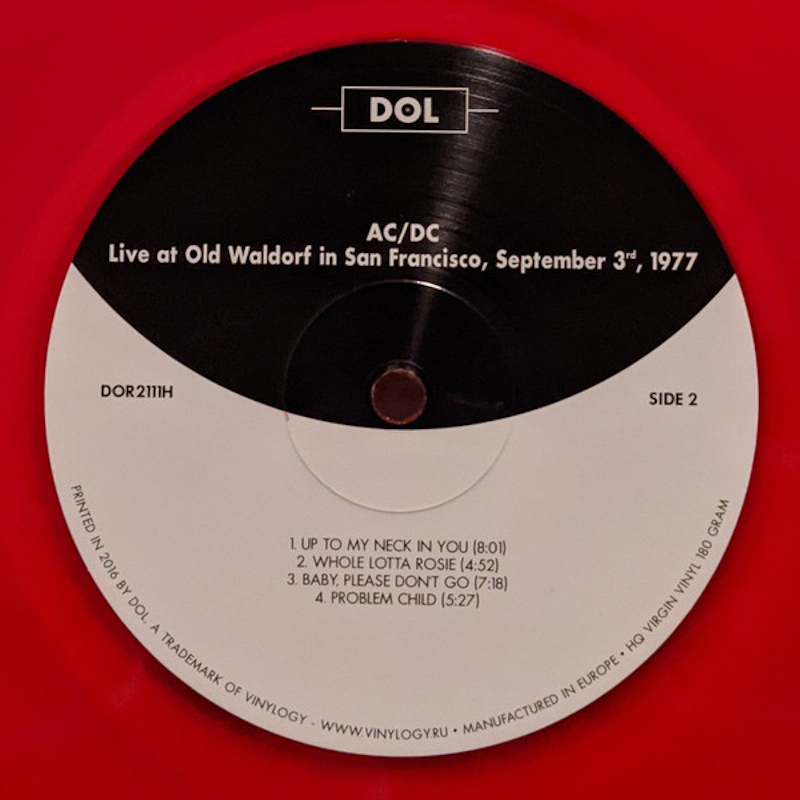 DOL
AC/DC
Live at Old Waldorf in San Francisco, September 3rd, 1977
DOR2111H
SIDE 2
1. UP TO MY NECK IN YOU (8:01)
2. WHOLE LOTTA ROSIE (4:52)
3. BABY, PLEASE DON'T GO (7:18)
4. PROBLEM CHILD (5:27)
PRINTED IN 2016 BY DOL, A TRADEMARK OF VINYLOGY - WWW.VINYLOGY.RU • MANUFACTURED IN EUROPE • HQ VIRGIN VINYL 180 GRAM